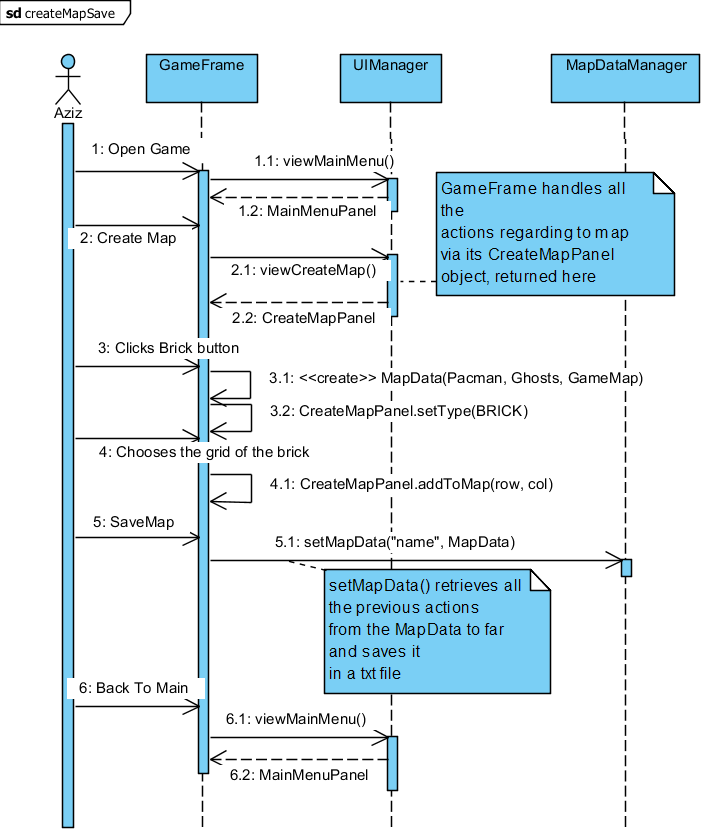 sd createMapSave
GameFrame
UIManager
MapDataManager
Aziz
1: Open Game
1.1: viewMainMenu()
1.2: MainMenuPanel
GameFrame handles all
the
actions regarding to map
via its CreateMapPanel
object, returned here
2: Create Map
2.1: viewCreateMap()
2.2: CreateMapPanel
3: Clicks Brick button
3.1: <<create>> MapData(Pacman, Ghosts, GameMap)
3.2: CreateMapPanel.setType(BRICK)
4: Chooses the grid of the brick
4.1: CreateMapPanel.addToMap(row, col)
5: SaveMap
5.1: setMapData("name", MapData)
setMapData() retrieves all
the previous actions
from the MapData to far
and saves it
in a txt file
6: Back To Main
6.1: viewMainMenu()
6.2: MainMenuPanel